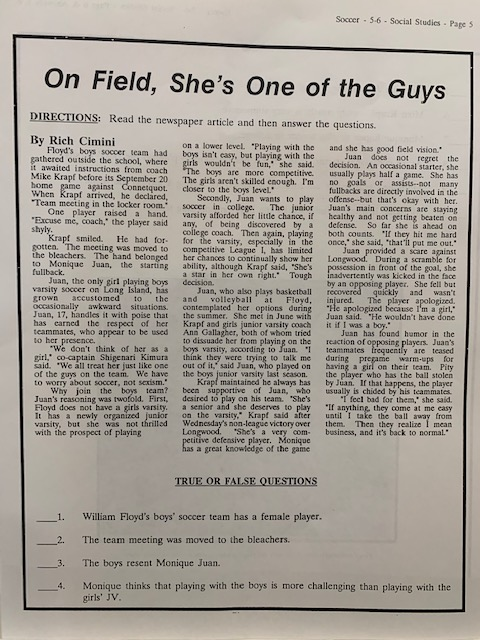 Soccer - 5-6 - Social Studies - Page 5
On Field, She's One of the Guys
DIRECTIONS: Read the newspaper article and then answer the questions.
By Rich Cimini
Floyd's boys soccer team had
gathered outside the school, where
it awaited instructions from coach
Mike Krapf before its September 20
home game against Connetquot.
When Krapf arrived, he declared,
"Team meeting in the locker room."
One player raised a hand.
"Excuse me, coach," the player said
shyly.
Krapf smiled. He had for-
gotten. The meeting was moved to
the bleachers. The hand belonged
to Monique Juan, the starting
fullback.
Juan, the only girl playing boys
varsity soccer on Long Island, has
grown accustomed to the
occasionally awkward situations.
Juan, 17, handles it with poise that
has earned the respect of her
teammates, who appear to be used
to her presence.
"We don't think of her as a
girl," co-captain Shigenari Kimura
said. "We all treat her just like one
of the guys on the team. We have
to worry about soccer, not sexism."
Why join the boys team?
Juan's reasoning was twofold. First,
Floyd does not have a girls varsity.
It has a newly organized junior
varsity, but she was not thrilled
with the prospect of playing
on a lower level. "Playing with the
boys isn't easy, but playing with the
girls wouldn't be fun," she said.
"The boys are more competitive.
The girls aren't skilled enough. I'm
closer to the boys level."
Secondly, Juan wants to play
soccer in college. The junior
varsity afforded her little chance, if
any, of being discovered by a
college coach. Then again, playing
for the varsity, especially in the
competitive League I, has limited
her chances to continually show her
ability, although Krapf said, "She's
a star in her own right." Tough
decision.
Juan, who also plays basketball
and volleyball at Floyd,
contemplated her options during
the summer. She met in June with
Krapf and girls junior varsity coach
Ann Gallagher, both of whom tried
to dissuade her from playing on the
boys varsity, according to Juan. "I
think they were trying to talk me
out of it," said Juan, who played on
the boys junior varsity last season.
Krapf maintained he always has
been supportive of Juan, who
desired to play on his team. "She's
a senior and she deserves to play
on the varsity," Krapf said after
Wednesday's non-league victory over
Longwood. "She's a very com-
petitive defensive player. Monique
has a great knowledge of the game
and she has good field vision."
Juan does not regret the
decision. An occasional starter, she
usually plays half a game. She has
no goals or assists--not many
fullbacks are directly involved in the
offense--but that's okay with her.
Juan's main concerns are staying
healthy and not getting beaten on
defense. So far she is ahead on
both counts. "If they hit me hard
once," she said, "that'll put me out."
Juan provided a scare against
Longwood. During a scramble for
possession in front of the goal, she
inadvertently was kicked in the face
by an opposing player. She fell but
recovered quickly and wasn't
injured. The player apologized.
"He apologized because I'm a girl,"
Juan said. "He wouldn't have done
it if I was a boy."
Juan has found humor in the
reaction of opposing players. Juan's
teammates frequently are teased
during pregame warm-ups for
having a girl on their team. Pity
the player who has the ball stolen
by Juan. If that happens, the player
usually is chided by his teammates.
"I feel bad for them," she said.
"If anything, they come at me easy
until I take the ball away from
them. Then they realize I mean
business, and it's back to normal."
TRUE OR FALSE QUESTIONS
____1. William Floyd's boys' soccer team has a female player.
____2. The team meeting was moved to the bleachers.
____3. The boys resent Monique Juan.
____4. Monique thinks that playing with the boys is more challenging than playing with the
girls' JV.